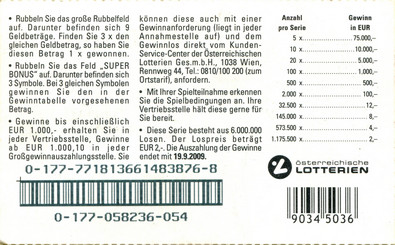 • Rubbeln Sie das große Rubbelfeld
auf. Darunter befinden sich 9
Geldbeträge. Finden Sie 3 x den
gleichen Geldbetrag, so haben Sie
diesen Betrag 1 x gewonnen.
• Rubbeln Sie das Feld „SUPER
BONUS" auf. Darunter befinden sich
3 Symbole. Bei 3 gleichen Symbolen
gewinnen Sie den in der
Gewinntabelle vorgesehenen
Betrag.
• Gewinne bis einschließlich
EUR 1.000,- erhalten Sie in
jeder Vertriebsstelle, Gewinne
ab EUR 1.000,10 in jeder
Großgewinnauszahlungsstelle. Sie
können diese auch mit einer
Gewinnanforderung (liegt in jeder
Annahmestelle auf) und dem
Gewinnlos direkt vom Kunden-
Service-Center der Österreichischen
Lotterien Ges.m.b.H., 1038 Wien,
Rennweg 44, Tel.: 0810/100 200 (zum
Ortstarif), anfordern.
• Mit Ihrer Spielteilnahme erkennen
Sie die Spielbedingungen an. Ihre
Vertriebsstelle hält diese gerne für
Sie bereit.
• Diese Serie besteht aus 6.000.000
Losen. Der Lospreis beträgt
EUR 2,-. Die Auszahlung der Gewinne
endet mit 19.9.2009.
Anzahl Gewinn
pro Serie in EUR
5 x 75.000,–
10 x 10.000,–
20 x 5.000,–
100 x 1.000,–
500 x 500,–
2.000 x 100,–
32.500 x 12,–
145.000 x 8,–
573.500 x 4,–
1.175.500 x 2,–
0-177-771813661483876-8
0-177-058236-054
österreichische
LOTTERIEN
9034 5036